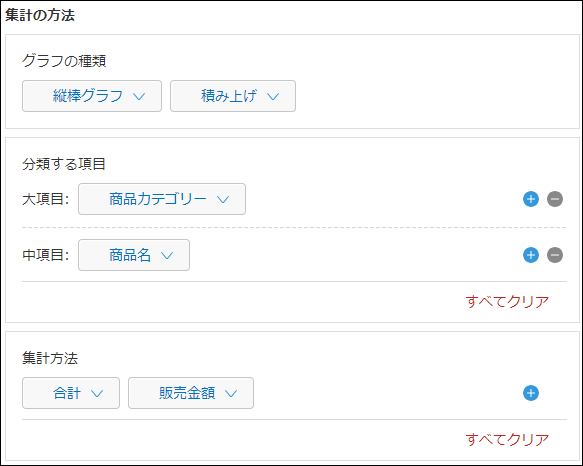 集計の方法
グラフの種類
縦棒グラフ 積み上げ
分類する項目
大項目: 商品カテゴリー
中項目: 商品名
すべてクリア
集計方法
合計 販売金額
すべてクリア